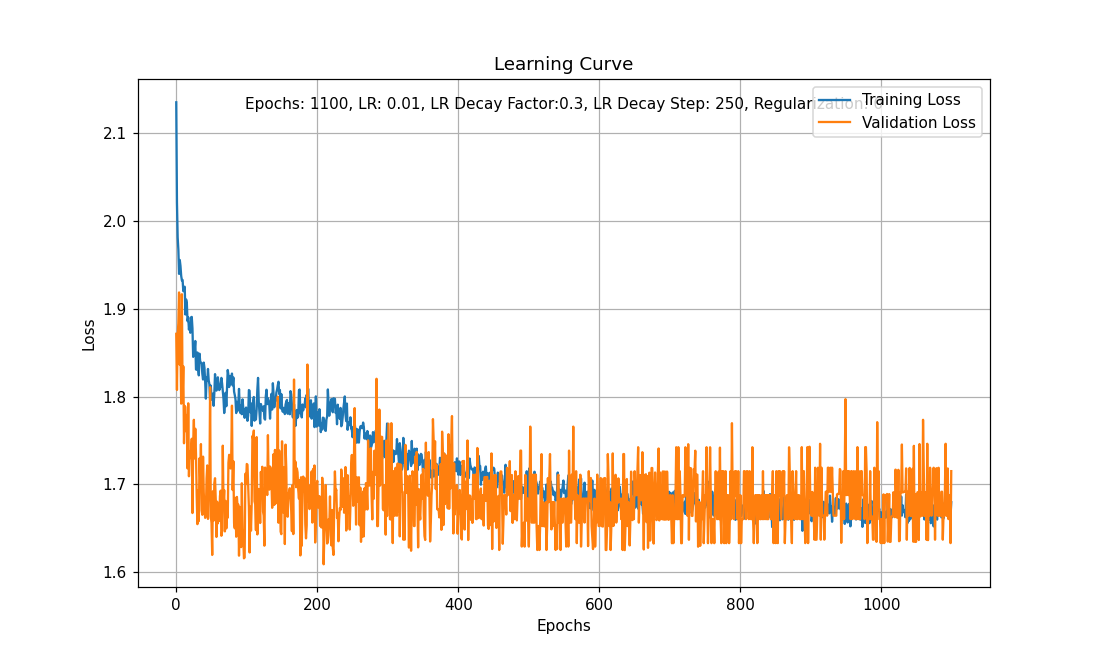 Learning Curve
Epochs: 1100, LR: 0.01, LR Decay Factor:0.3, LR Decay Step: 250, Regularization: 0
Training Loss
Validation Loss
2.1
2.0
1.9
1.8
1.7
1.6
Loss
0 200 400 600 800 1000
Epochs